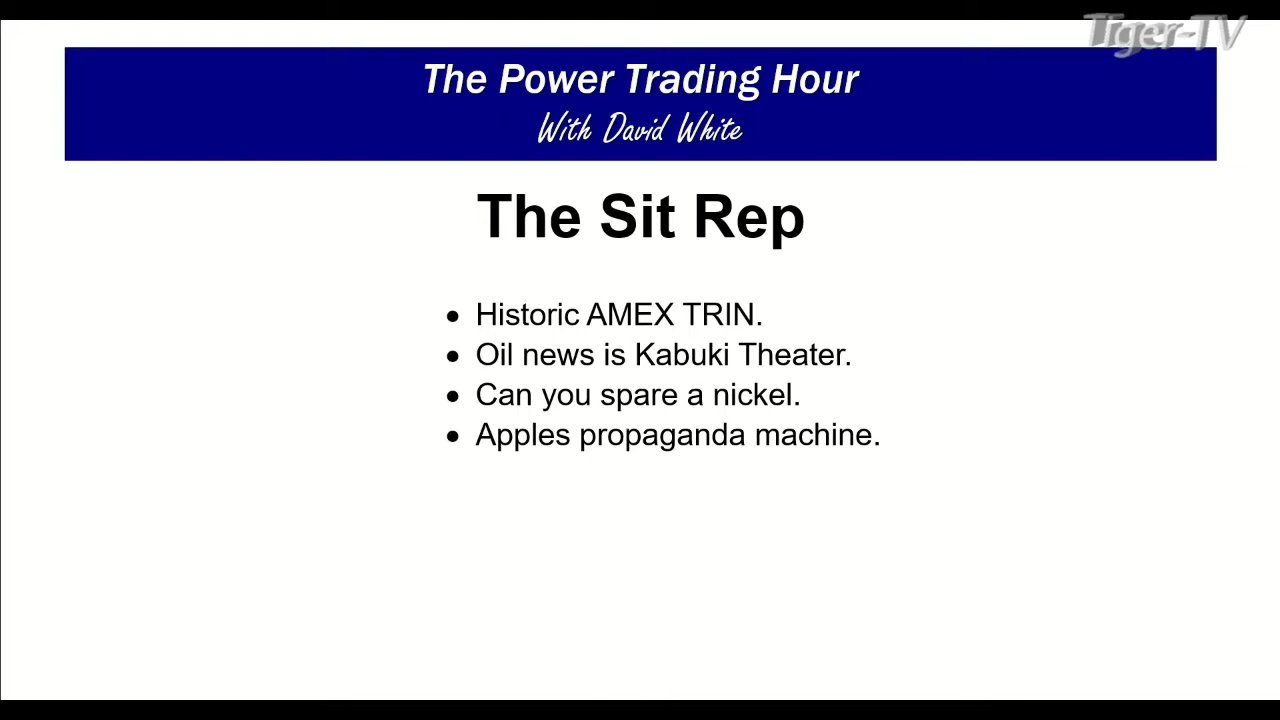 Tiger-TV
The Power Trading Hour
With David White
The Sit Rep
• Historic AMEX TRIN.
• Oil news is Kabuki Theater.
• Can you spare a nickel.
• Apples propaganda machine.